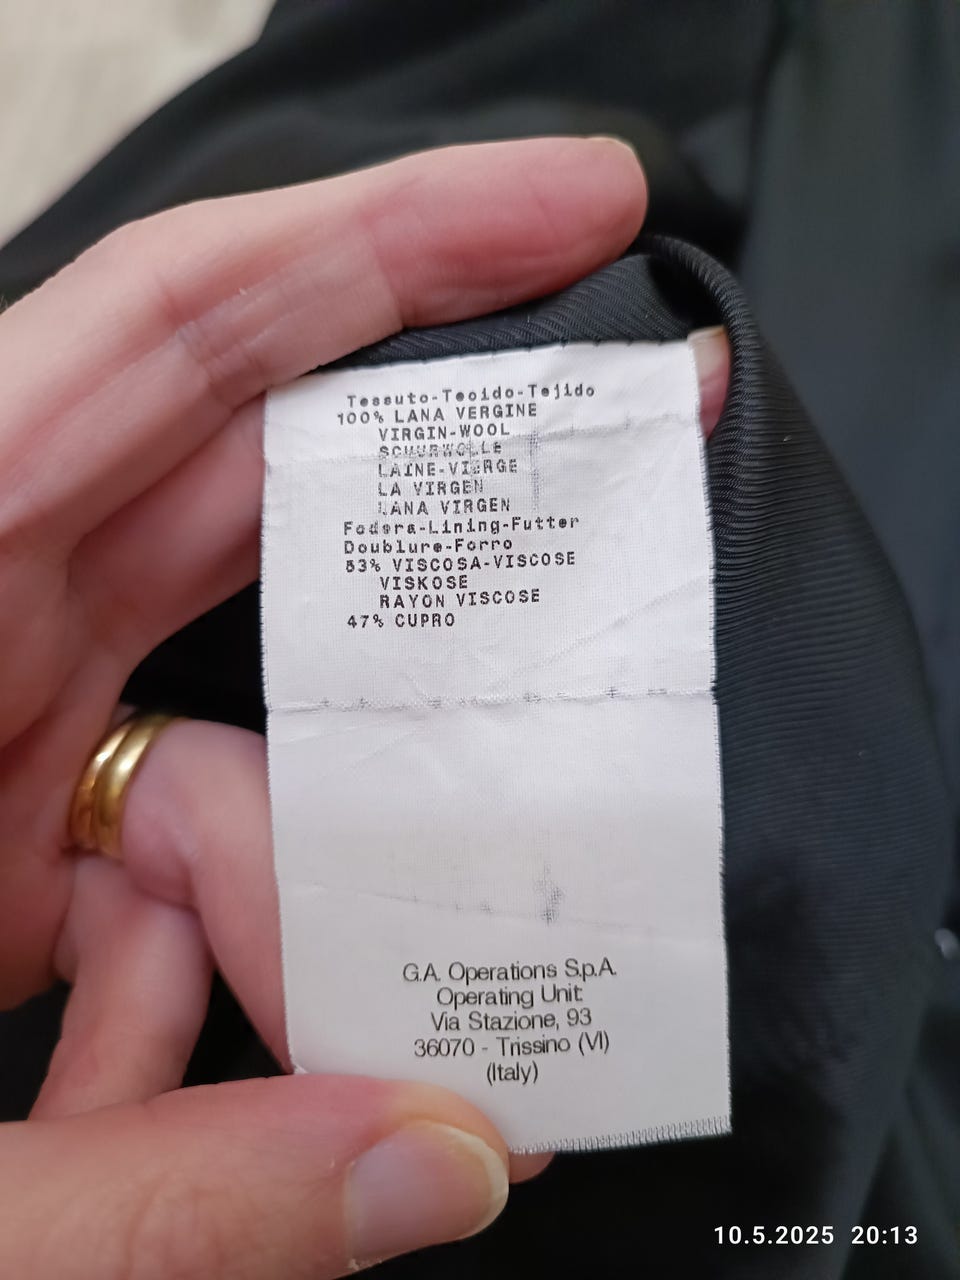 Tessuto-Tecido-Tejido
100% LANA VERGINE
VIRGIN-WOOL
SCHURWOLLE
LAINE-VIERGE
LA VIRGEN
LANA VIRGEN
Fodera-Lining-Futter
Doublure-Forro
53% VISCOSA-VISCOSE
VISKOSE
RAYON VISCOSE
47% CUPRO
G.A. Operations S.p.A.
Operating Unit:
Via Stazione, 93
36070 - Trissino (VI)
(Italy)
10.5.2025 20:13